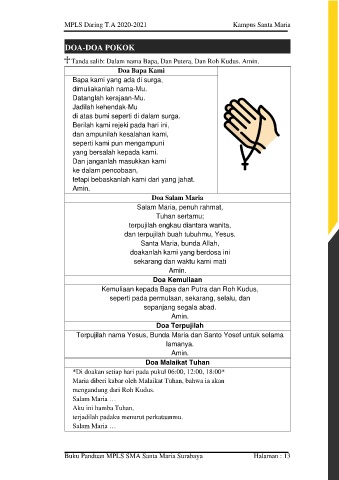 MPLS Daring T.A 2020-2021 Kampus Santa Maria
DOA-DOA POKOK
†Tanda salib: Dalam nama Bapa, Dan Putera, Dan Roh Kudus. Amin.
Doa Bapa Kami
Bapa kami yang ada di surga,
dimuliakanlah nama-Mu.
Datanglah kerajaan-Mu.
Jadilah kehendak-Mu
di atas bumi seperti di dalam surga.
Berilah kami rejeki pada hari ini,
dan ampunilah kesalahan kami,
seperti kami pun mengampuni
yang bersalah kepada kami.
Dan janganlah masukkan kami
ke dalam pencobaan,
tetapi bebaskanlah kami dari yang jahat.
Amin.
Doa Salam Maria
Salam Maria, penuh rahmat,
Tuhan sertamu;
terpujilah engkau diantara wanita,
dan terpujilah buah tubuhmu, Yesus.
Santa Maria, bunda Allah,
doakanlah kami yang berdosa ini
sekarang dan waktu kami mati
Amin.
Doa Kemuliaan
Kemuliaan kepada Bapa dan Putra dan Roh Kudus,
seperti pada permulaan, sekarang, selalu, dan
sepanjang segala abad.
Amin.
Doa Terpujilah
Terpujilah nama Yesus, Bunda Maria dan Santo Yosef untuk selama
lamanya.
Amin.
Doa Malaikat Tuhan
*Di doakan setiap hari pada pukul 06:00, 12:00, 18:00*
Maria diberi kabar oleh Malaikat Tuhan, bahwa ia akan
mengandung dari Roh Kudus.
Salam Maria …
Aku ini hamba Tuhan,
terjadilah padaku menurut perkataanmu.
Salam Maria …
Buku Panduan MPLS SMA Santa Maria Surabaya Halaman : 13